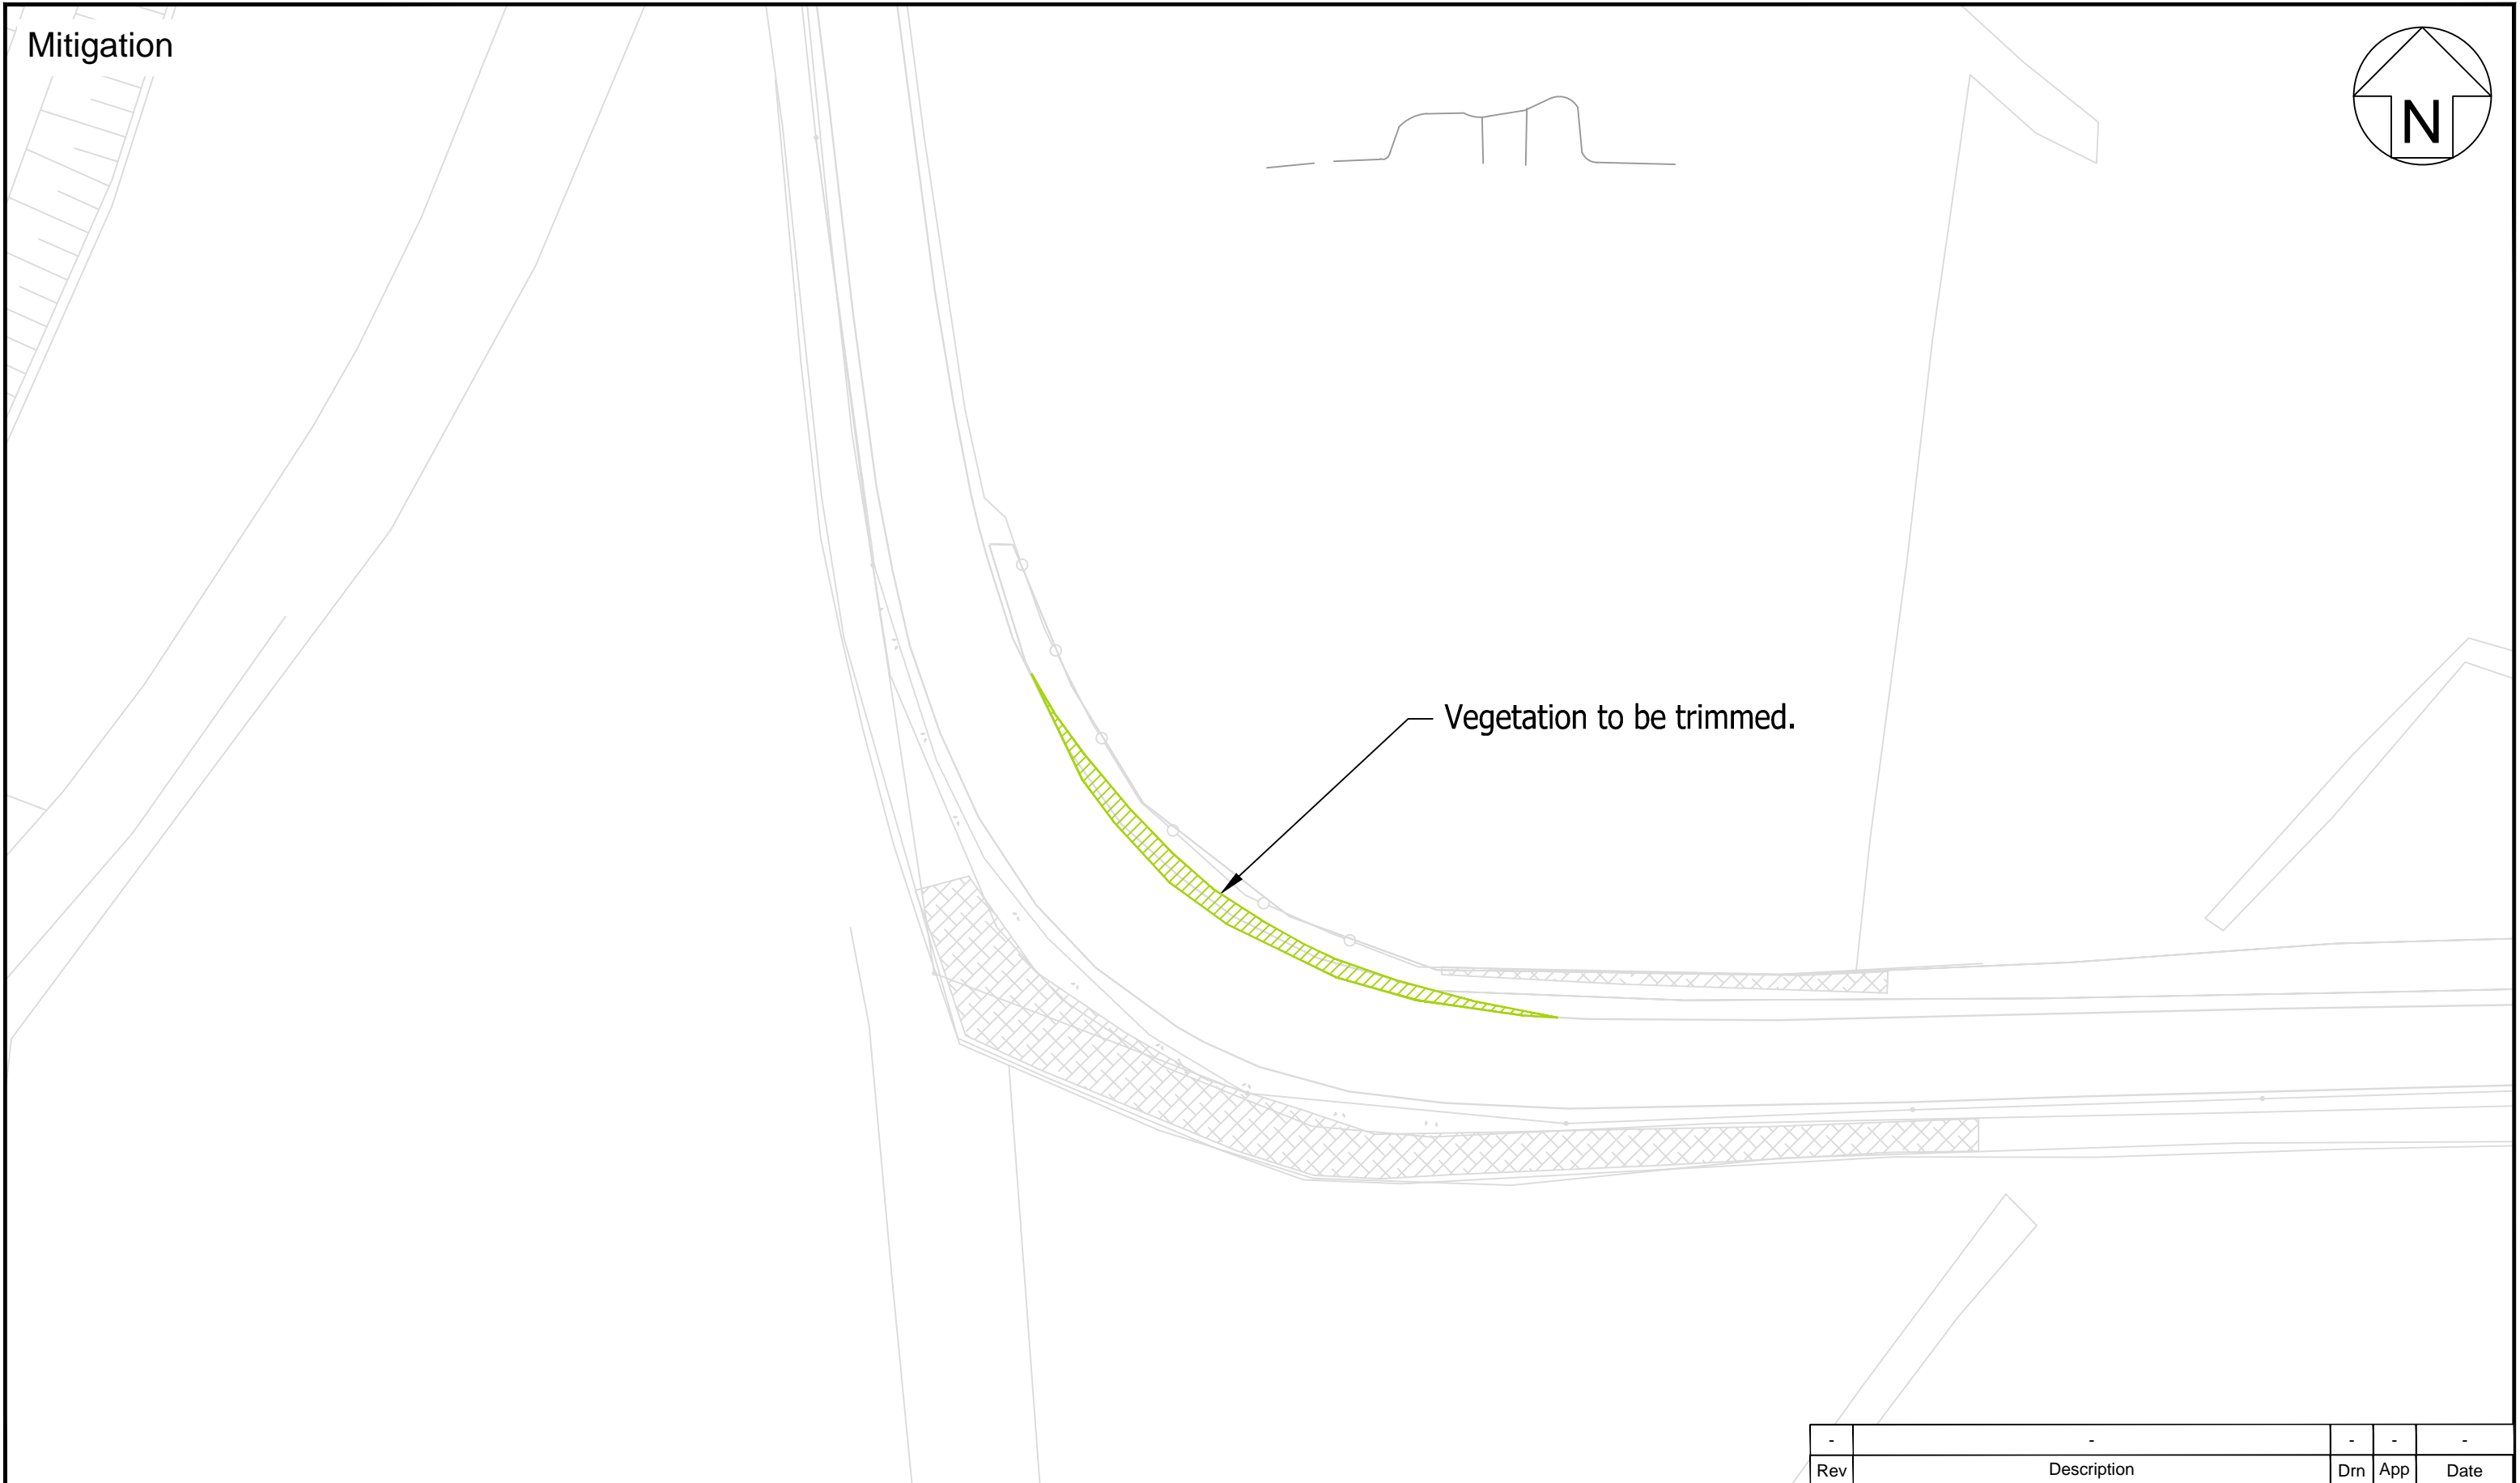 Mitigation
N
Vegetation to be trimmed.
- - - - -
Rev Description Drn App Date